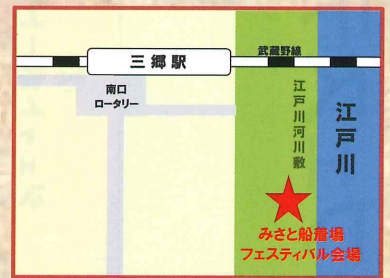 三郷駅
武蔵野線
南口
ロータリー
江戸川河川敷
江戸川
みさと船着場
フェスティバル会場